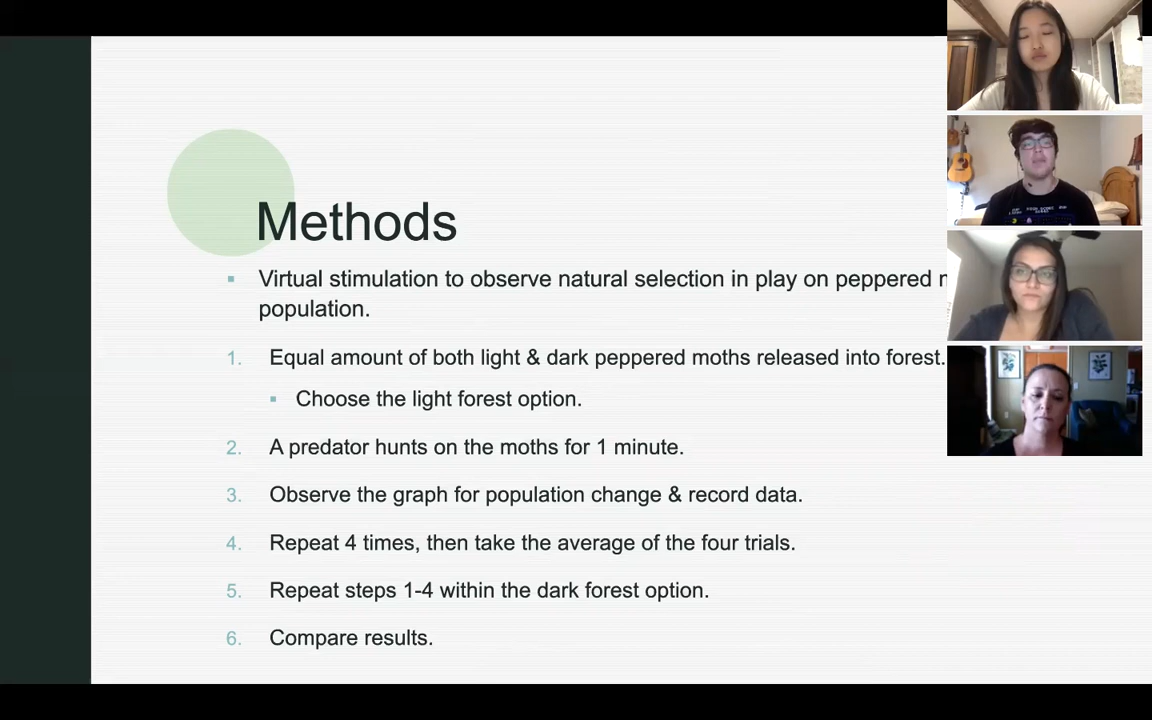 Methods
▪ Virtual stimulation to observe natural selection in play on peppered
population.
1. Equal amount of both light & dark peppered moths released into forest.
▪ Choose the light forest option.
2. A predator hunts on the moths for 1 minute.
3. Observe the graph for population change & record data.
4. Repeat 4 times, then take the average of the four trials.
5. Repeat steps 1-4 within the dark forest option.
6. Compare results.